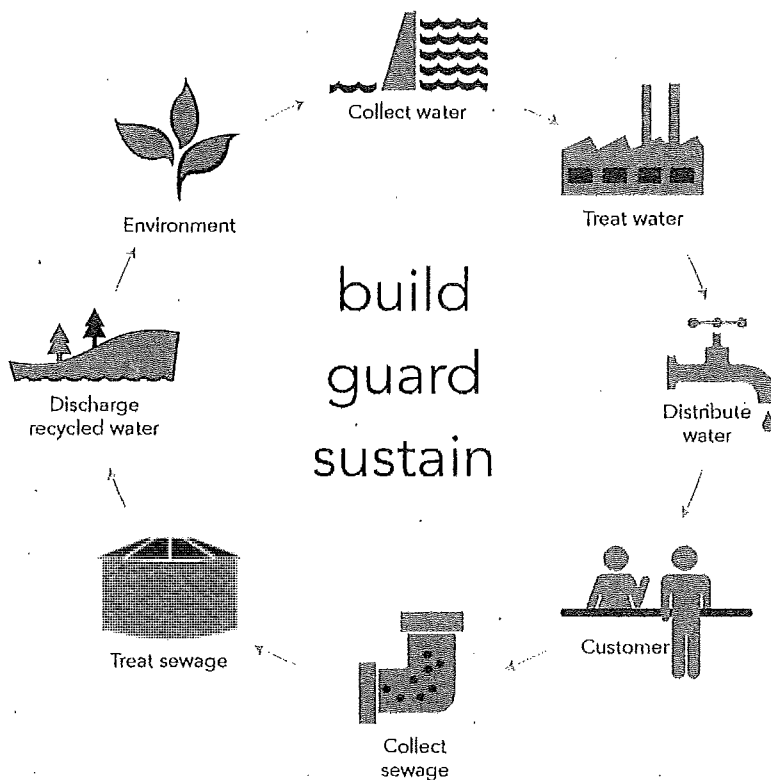 Collect water
Treat water
Distribute
water
Customer
Collect
sewage
Treat sewage
Discharge
recycled water
Environment
build
guard
sustain